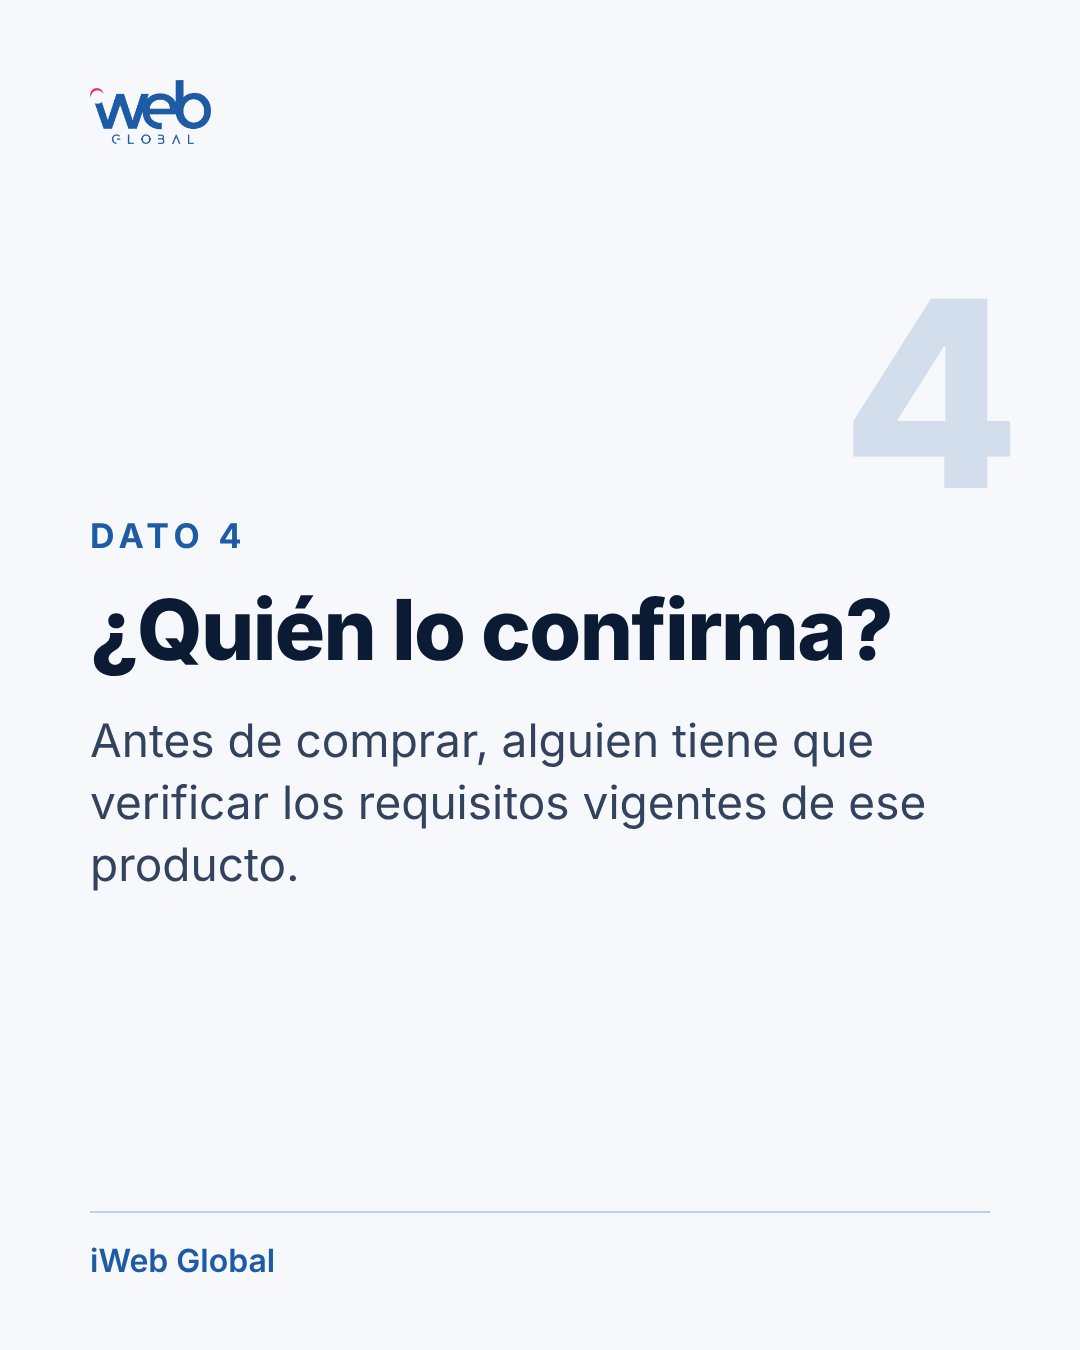 iweb
GLOBAL
4
DATO 4
¿Quién lo confirma?
Antes de comprar, alguien tiene que
verificar los requisitos vigentes de ese
producto.
iWeb Global